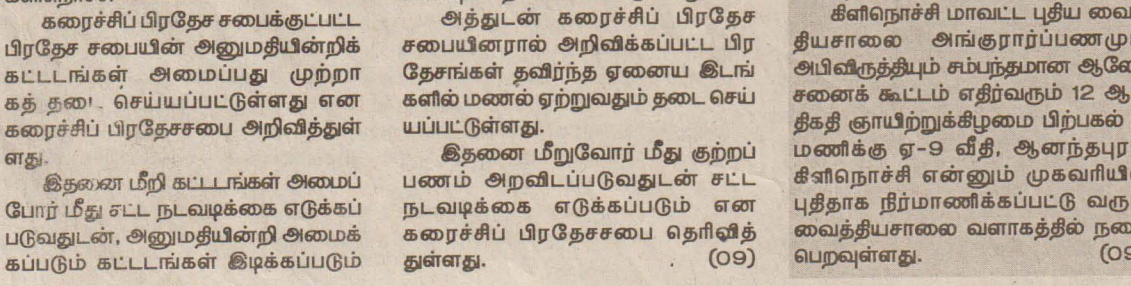 கரைச்சிப் பிரதேச சபைக்குட்பட்ட
பிரதேச சபையின் அனுமதியின்றிக்
கட்டடங்கள் அமைப்பது முற்றா
கத் தடை செய்யப்பட்டுள்ளது என
கரைச்சிப் பிரதேசசபை அறிவித்துள்
ளது.
இதனை மீறி கட்டடங்கள் அமைப்
போர் மீது சட்ட நடவடிக்கை எடுக்கப்
படுவதுடன், அனுமதியின்றி அமைக்
கப்படும் கட்டடங்கள் இடிக்கப்படும்
அத்துடன் கரைச்சிப் பிரதேச
சபையினரால் அறிவிக்கப்பட்ட பிர
தேசங்கள் தவிர்ந்த ஏனைய இடங்
களில் மணல் ஏற்றுவதும் தடை செய்
யப்பட்டுள்ளது.
இதனை மீறுவோர் மீது குற்றப்
பணம் அறவிடப்படுவதுடன் சட்ட
நடவடிக்கை எடுக்கப்படும் என
கரைச்சிப் பிரதேசசபை தெரிவித்
துள்ளது. (09)
கிளிநொச்சி மாவட்ட புதிய வை
தியசாலை அங்குரார்ப்பணமு
அபிவிருத்தியும் சம்பந்தமான ஆலோ
சனைக் கூட்டம் எதிர்வரும் 12 ஆ
திகதி ஞாயிற்றுக்கிழமை பிற்பகல்
மணிக்கு ஏ-9 வீதி, ஆனந்தபுர
கிளிநொச்சி என்னும் முகவரியி
புதிதாக நிர்மாணிக்கப்பட்டு வரு
வைத்தியசாலை வளாகத்தில் நடை
பெறவுள்ளது. (09